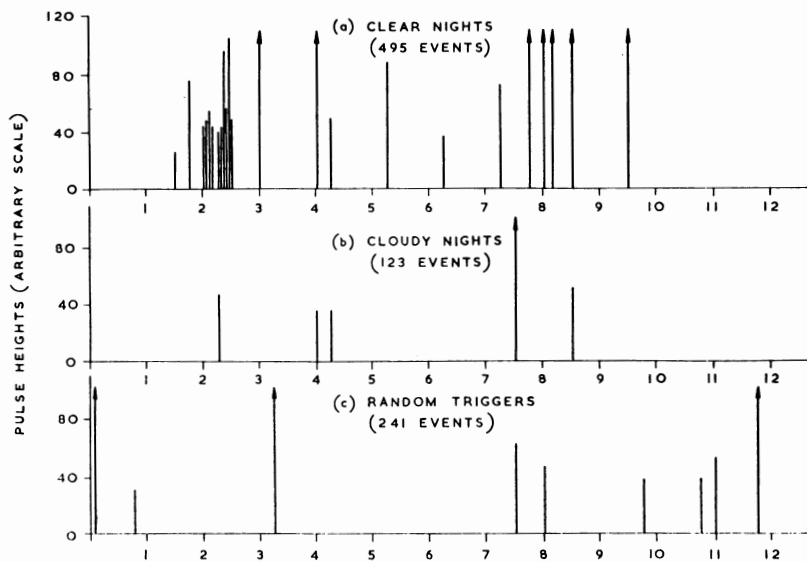 PULSE HEIGHTS (ARBITRARY SCALE)
120
80
40
0
(a) CLEAR NIGHTS
(495 EVENTS)
1 2 3 4 5 6 7 8 9 10 11 12
80
40
0
(b) CLOUDY NIGHTS
(123 EVENTS)
1 2 3 4 5 6 7 8 9 10 11 12
80
40
0
(c) RANDOM TRIGGERS
(241 EVENTS)
1 2 3 4 5 6 7 8 9 10 11 12